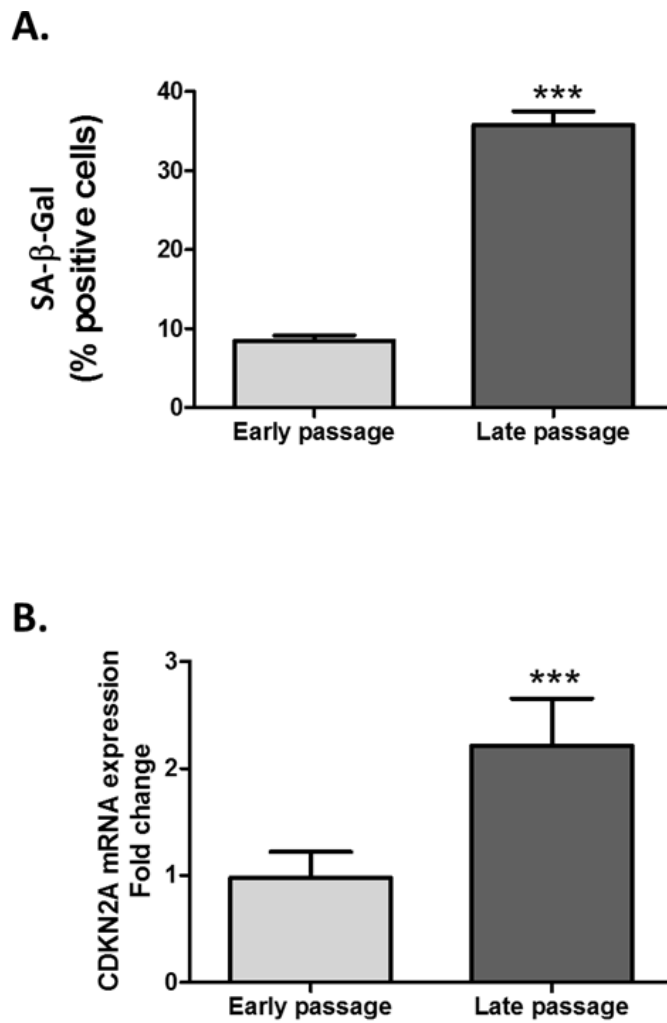 A.
SA-β-Gal
(% positive cells)
40
30
20
10
0
***
Early passage
Late passage
B.
CDKN2A mRNA expression
Fold change
3
2
1
0
***
Early passage
Late passage